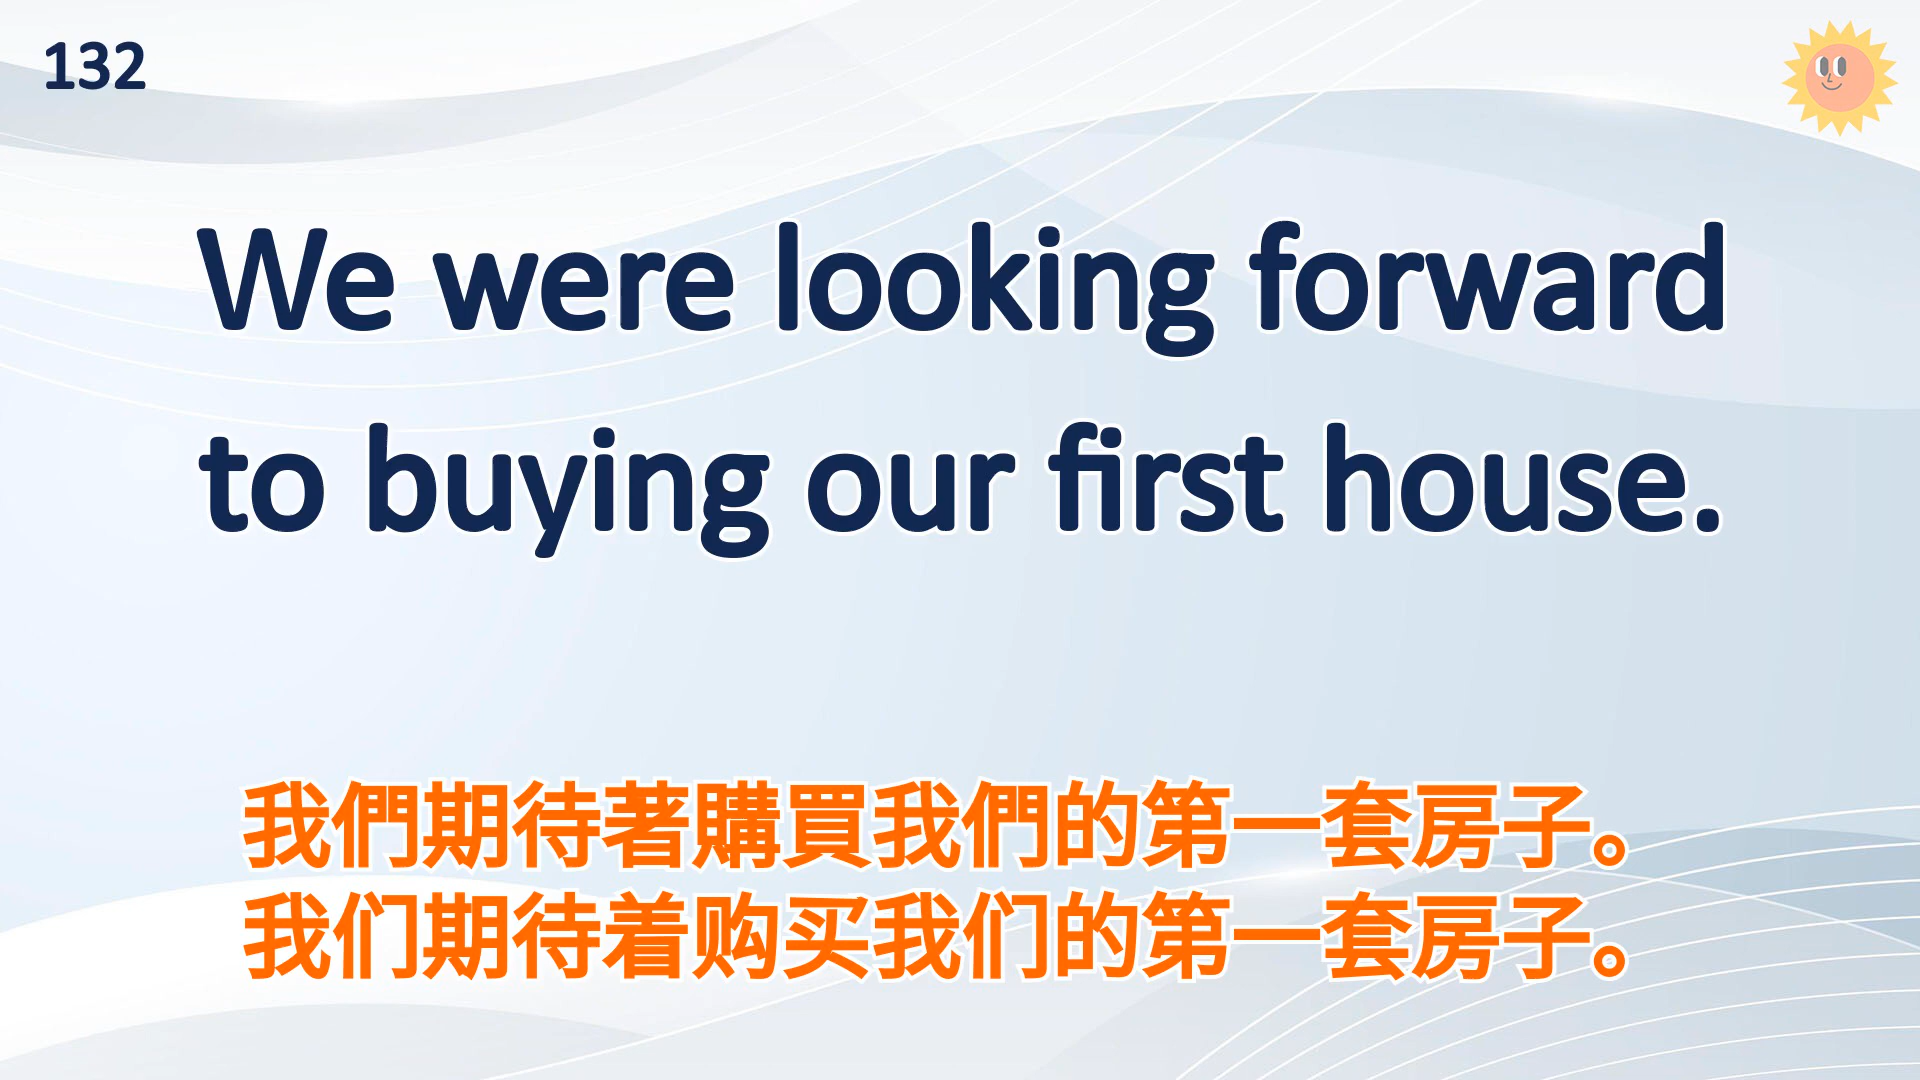 132
We were looking forward
to buying our first house.
我們期待著購買我們的第一套房子。
我们期待着购买我们的第一套房子。